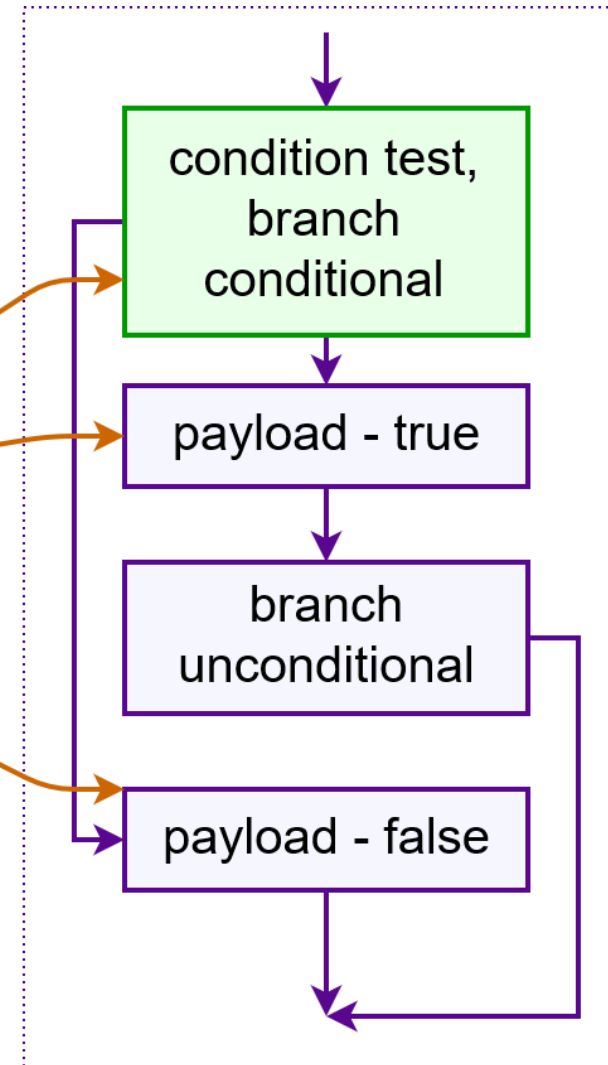 condition test,
branch
conditional
payload - true
branch
unconditional
payload - false